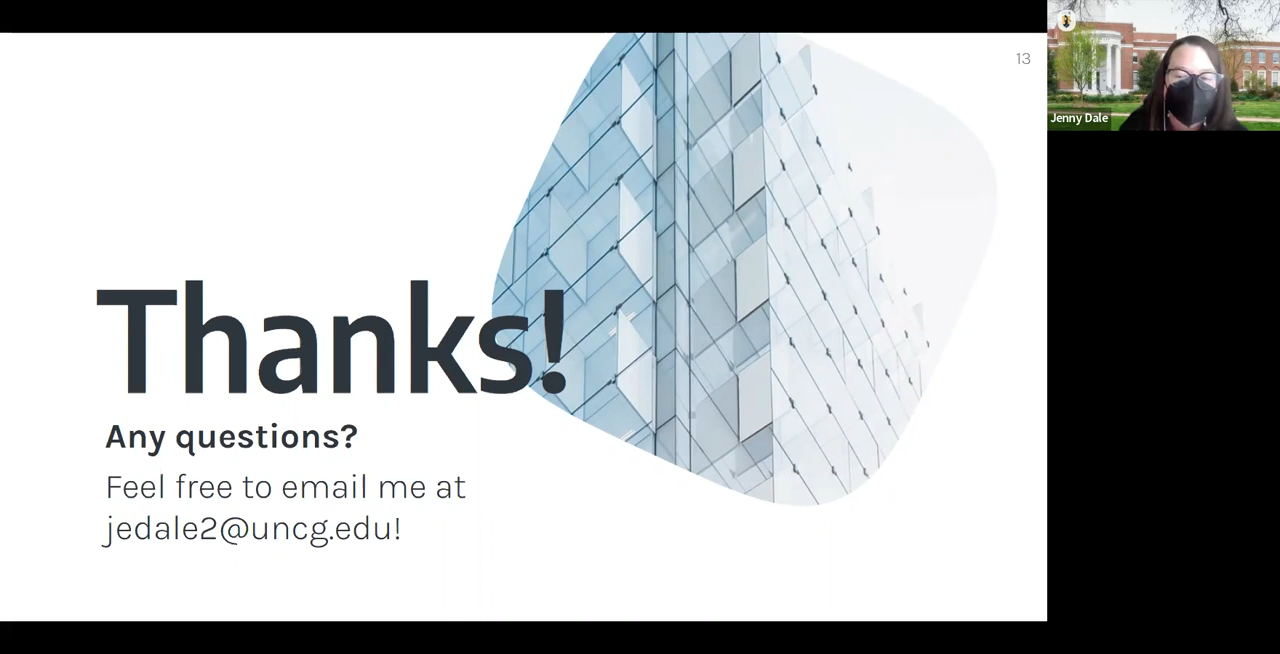 13
Jenny Dale
Thanks!
Any questions?
Feel free to email me at
jedale2@uncg.edu!